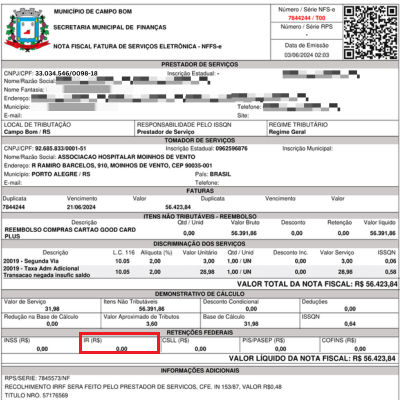 MUNICÍPIO DE CAMPO BOM
SECRETARIA MUNICIPAL DE FINANÇAS
NOTA FISCAL FATURA DE SERVIÇOS ELETRÔNICA - NFFS-e
Número / Série NFS-e
7844244 / T00
Número / Série RPS
-
Data de Emissão
03/06/2024 02:03
PRESTADOR DE SERVIÇOS
CNPJ/CPF: 33.034.546/0098-18 Inscrição Estadual: -
Nome/Razão Social:
Nome Fantasia:
Endereço:
Município: Telefone:
E-mail: Site:
LOCAL DE TRIBUTAÇÃO RESPONSABILIDADE PELO ISSQN REGIME TRIBUTÁRIO
Campo Bom / RS Prestador de Serviço Regime Geral
TOMADOR DE SERVIÇOS
CNPJ/CPF: 92.685.833/0001-51 Inscrição Estadual: 0962596876 Inscrição Municipal:
Nome/Razão Social: ASSOCIACAO HOSPITALAR MOINHOS DE VENTO
Endereço: R RAMIRO BARCELOS, 910, MOINHOS DE VENTO, CEP 90035-001
Município: PORTO ALEGRE / RS País: BRASIL
E-mail: Telefone:
FATURAS
Duplicata Vencimento Valor Duplicata Vencimento Valor
7844244 21/06/2024 56.423,84
ITENS NÃO TRIBUTÁVEIS - REEMBOLSO
Descrição Qtd / Unid Valor Bruto Desconto Retenção Valor líquido
REEMBOLSO COMPRAS CARTAO GOOD CARD PLUS 0,00 56.391,86 0,00 0,00 56.391,86
DISCRIMINAÇÃO DOS SERVIÇOS
Descrição L.C. 116 Alíquota (%) Valor Unitário Qtd / Unid Desconto Inc. Valor Serviço ISSQN
20019 - Segunda Via 10.05 2,00 3,00 1,00 / UN 0,00 3,00 0,06
20019 - Taxa Adm Adicional Transacao negada insufic saldo 10.05 2,00 28,98 1,00 / UN 0,00 28,98 0,58
VALOR TOTAL DA NOTA FISCAL: R$ 56.423,84
DEMONSTRATIVO DE CÁLCULO
Valor de Serviço Itens Não Tributáveis Desconto Condicional Deduções
31,98 56.391,86 0,00 0,00
Redução na Base de Cálculo Valor Aproximado de Tributos Base de Cálculo ISSQN
0,00 3,60 31,98 0,64
RETENÇÕES FEDERAIS
INSS (R$) IR (R$) CSLL (R$) PIS/PASEP (R$) COFINS (R$)
0,00 0,00 0,00 0,00 0,00
VALOR LÍQUIDO DA NOTA FISCAL: R$ 56.423,84
INFORMAÇÕES ADICIONAIS
RPS/SERIE: 7845573/NF
RECOLHIMENTO IRRF SERA FEITO PELO PRESTADOR DE SERVICOS, CFE. IN 153/87, VALOR R$0,48
TITULO NRO. 57176569